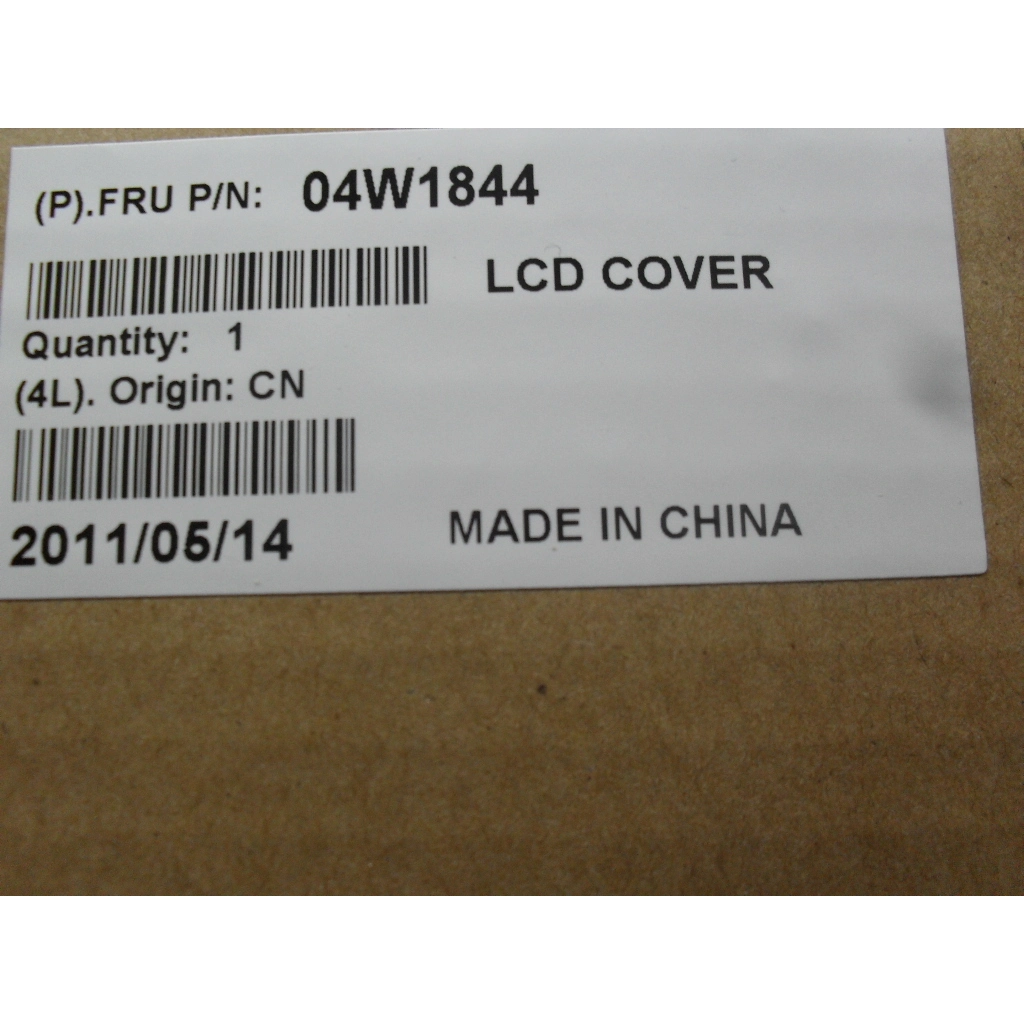 (P).FRU P/N: 04W1844
LCD COVER
Quantity: 1
(4L). Origin: CN
2011/05/14
MADE IN CHINA